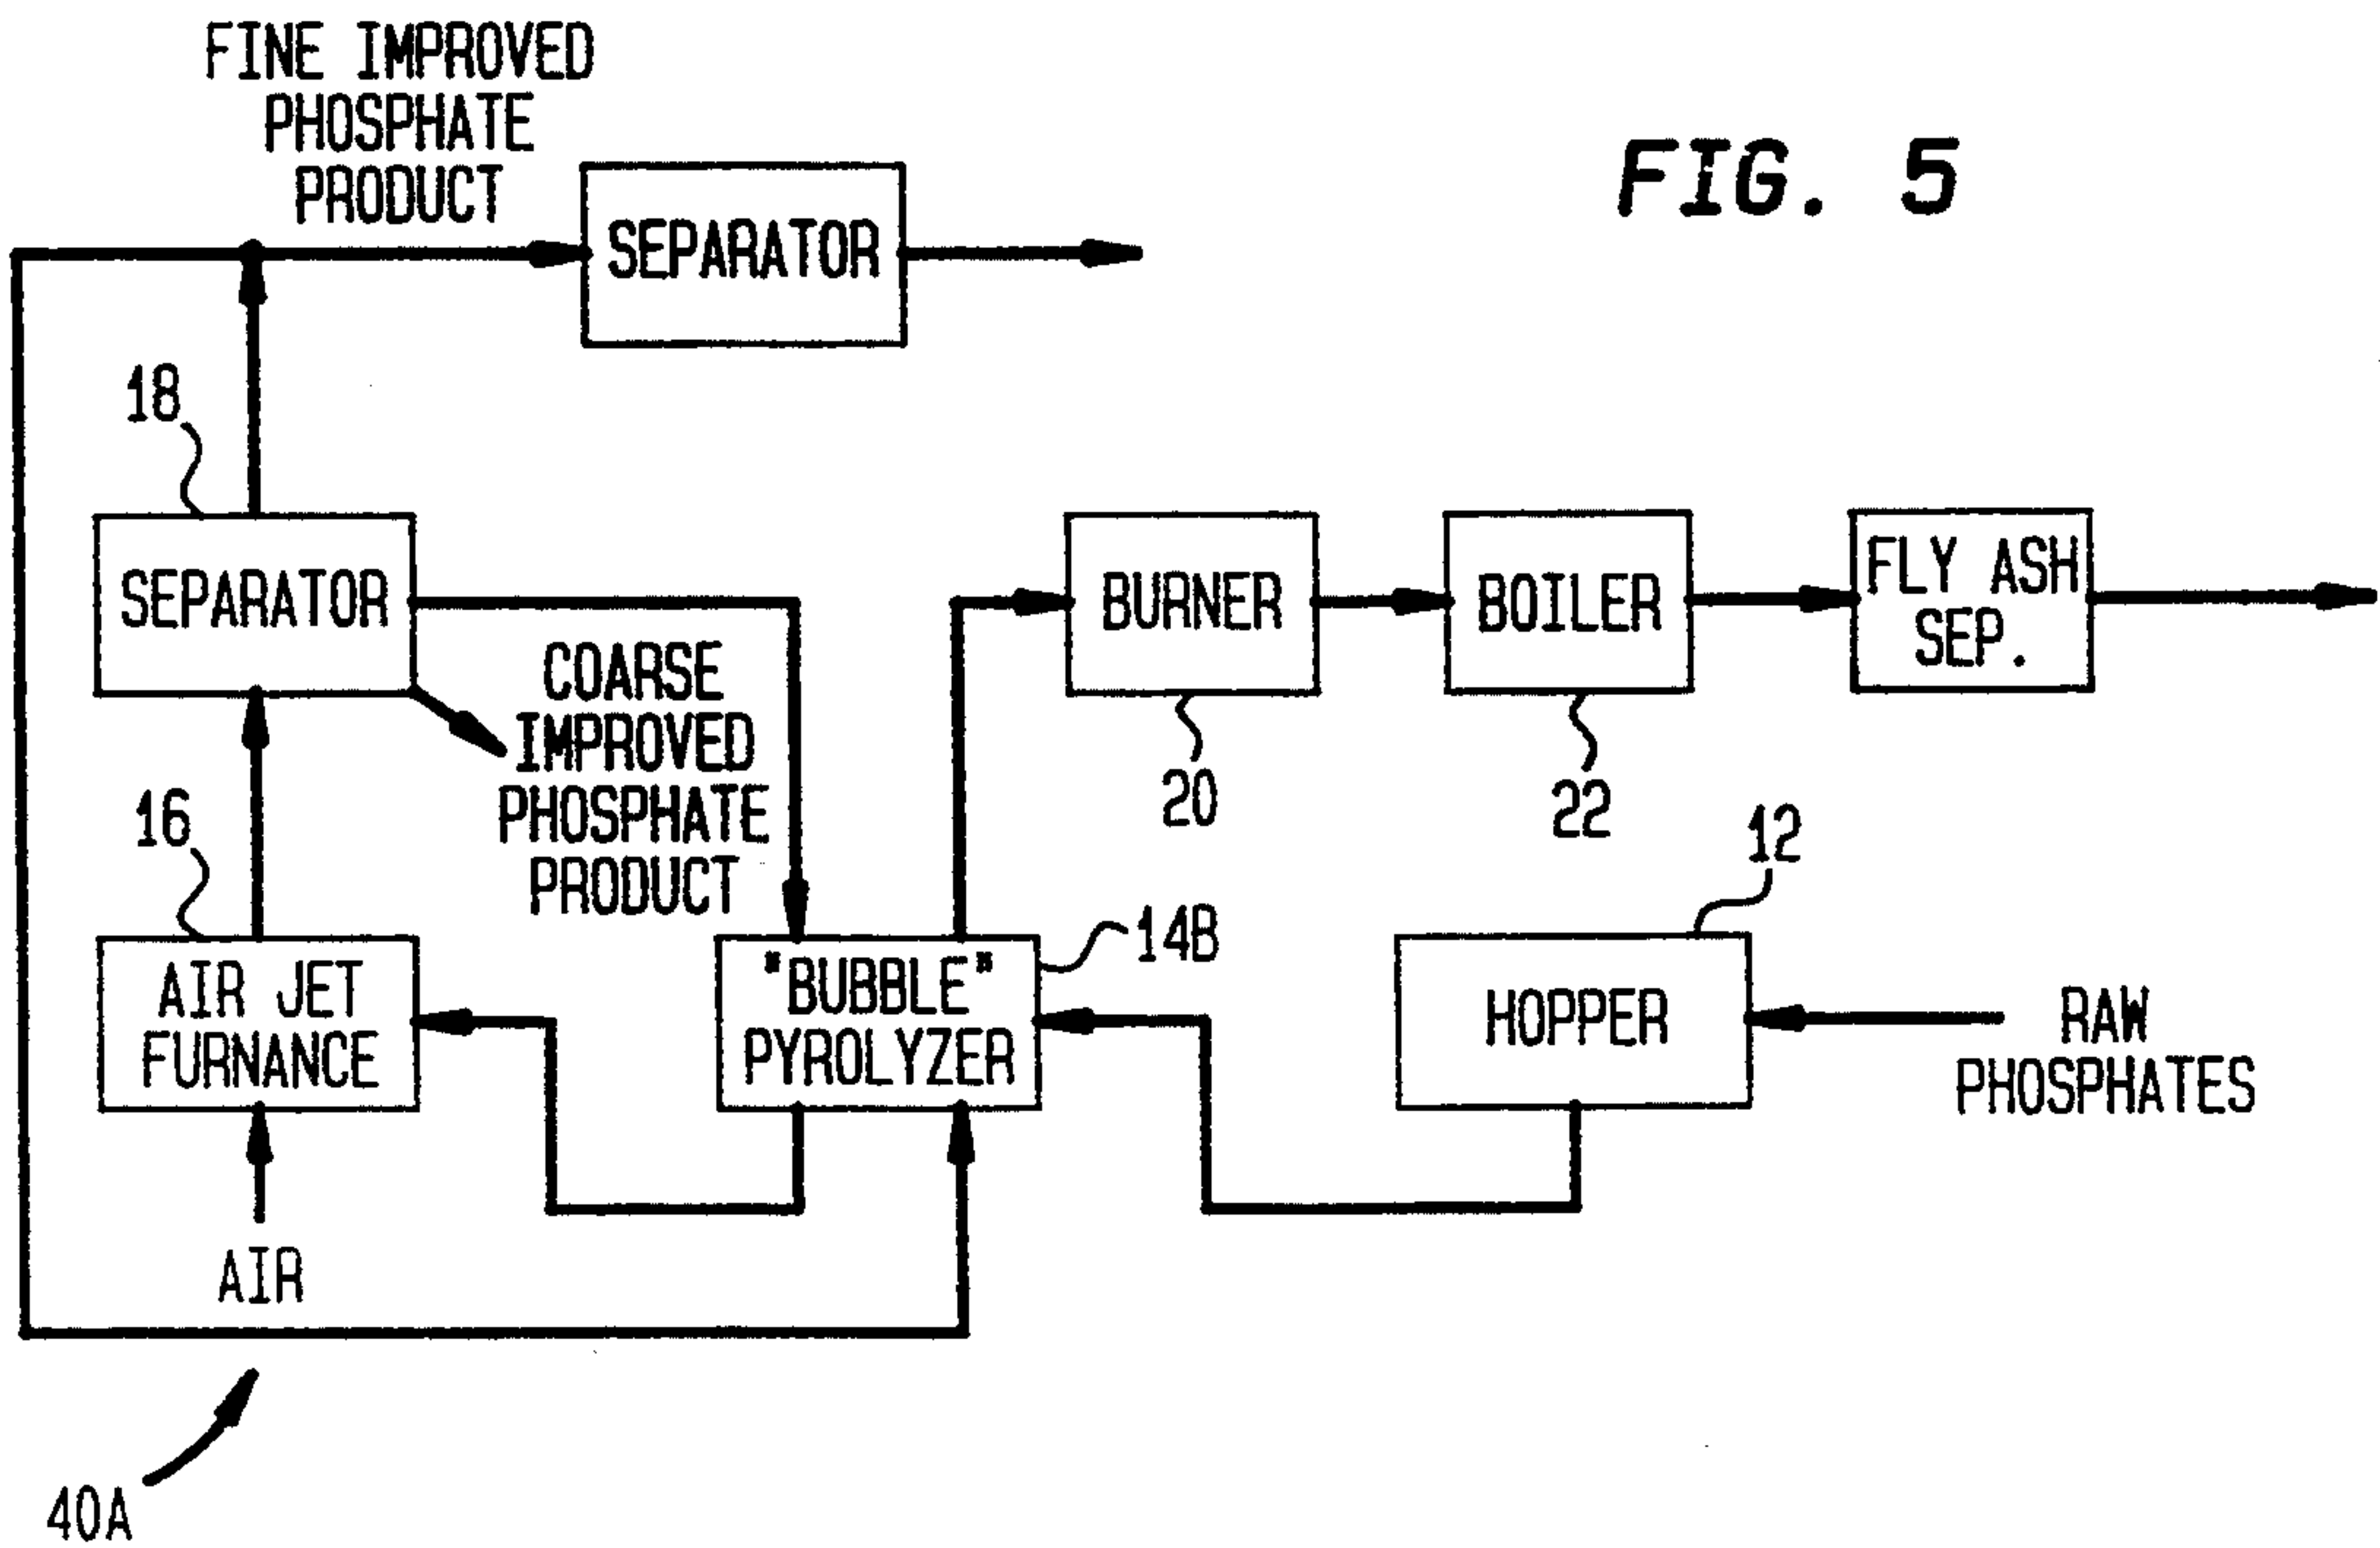 FINE IMPROVED
PHOSPHATE
PRODUCT
FIG. 5
SEPARATOR
18
SEPARATOR
COARSE
IMPROVED
PHOSPHATE
PRODUCT
BURNER
20
BOILER
22
FLY ASH
SEP.
16
AIR JET
FURNANCE
AIR
"BUBBLE"
PYROLYZER
14B
HOPPER
12
RAW
PHOSPHATES
40A